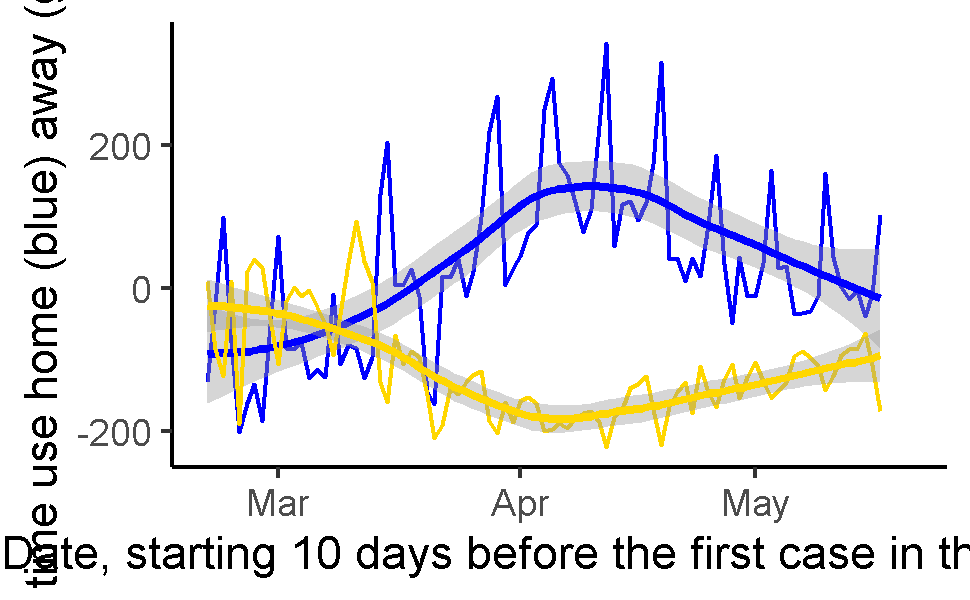 time use home (blue) away (
200
0
-200
Mar Apr May
Date, starting 10 days before the first case in th